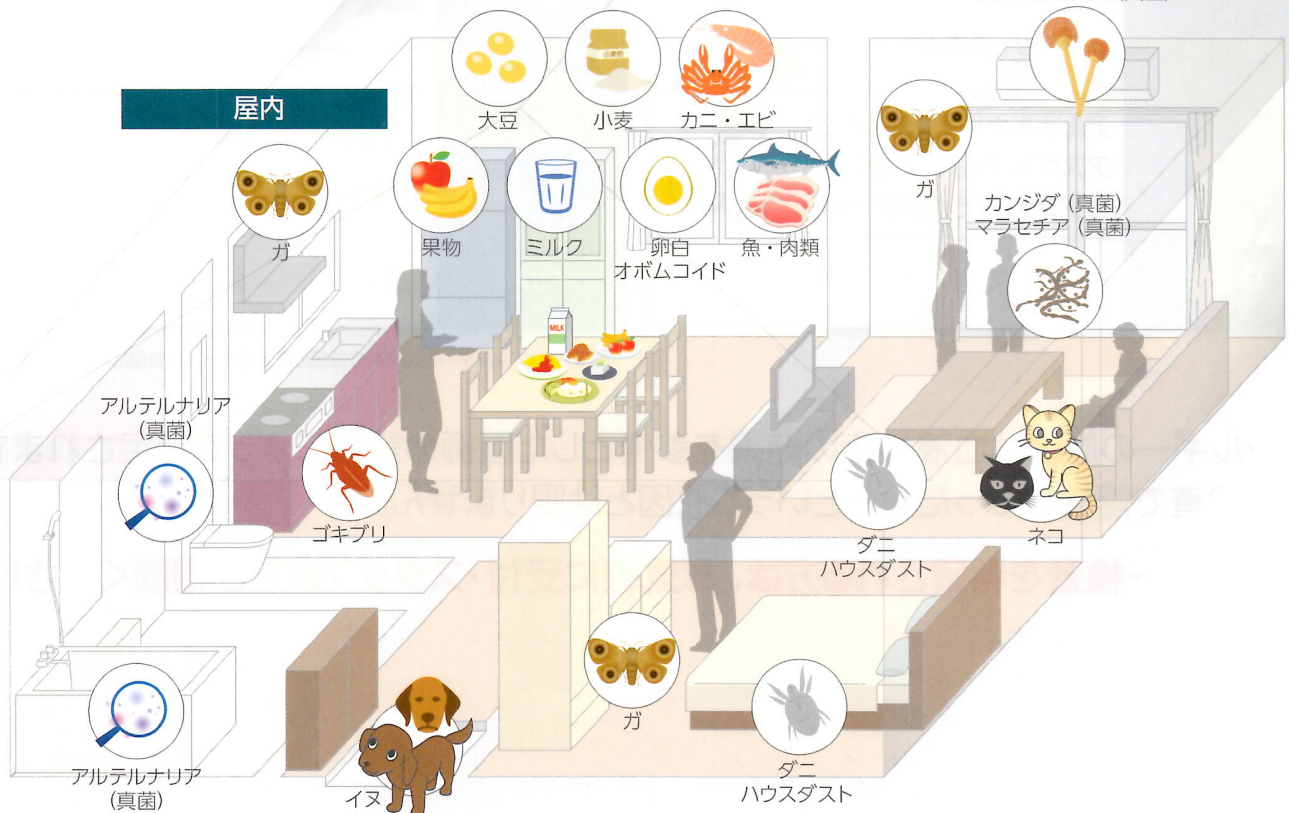 屋内
大豆
小麦
カニ・エビ
ガ
果物
ミルク
卵白
オボムコイド
魚・肉類
ガ
カンジダ（真菌）
マラセチア（真菌）
MILK
アルテルナリア
（真菌）
ゴキブリ
ダニ
ハウスダスト
ネコ
ガ
アルテルナリア
（真菌）
イヌ
ダニ
ハウスダスト